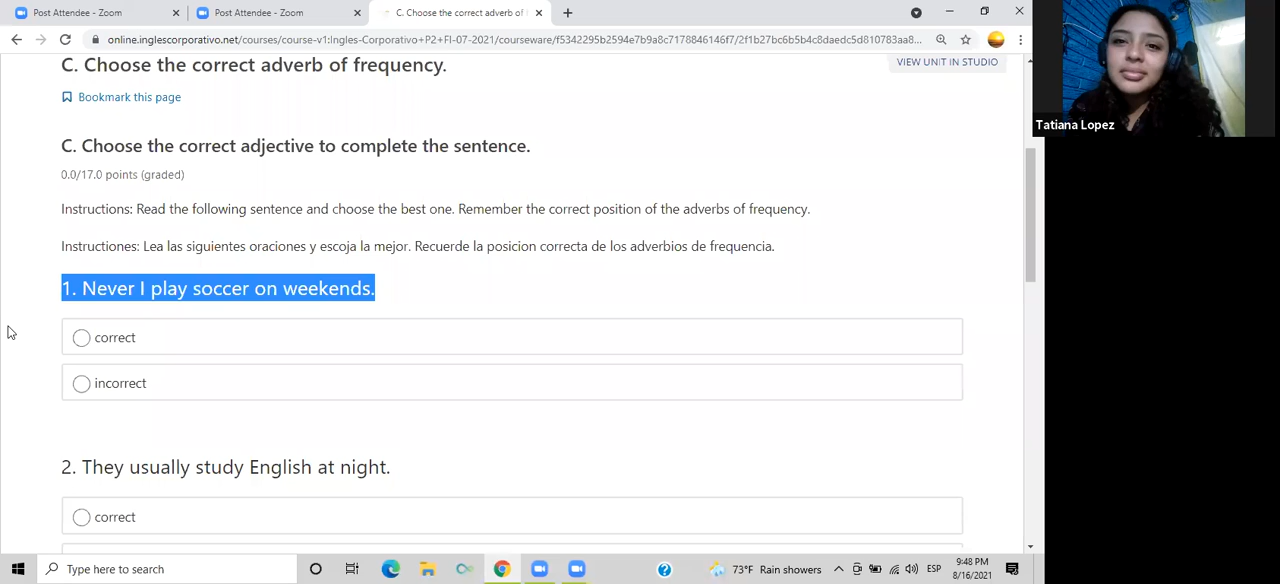 Post Attendee - Zoom
Post Attendee - Zoom
C. Choose the correct adverb of f
online.inglescorporativo.net/courses/course-v1:Ingles-Corporativo+P2+FI-07-2021/courseware/f5342295b2594e7b9a8c7178846146f7/2f1b27bc6b5b4c8daedc5d810783aa8...
C. Choose the correct adverb of frequency.
VIEW UNIT IN STUDIO
Bookmark this page
C. Choose the correct adjective to complete the sentence.
0.0/17.0 points (graded)
Instructions: Read the following sentence and choose the best one. Remember the correct position of the adverbs of frequency.
Instructiones: Lea las siguientes oraciones y escoja la mejor. Recuerde la posicion correcta de los adverbios de frequencia.
1. Never I play soccer on weekends.
correct
incorrect
2. They usually study English at night.
correct
Tatiana Lopez
Type here to search
73°F Rain showers
ESP
9:48 PM
8/16/2021